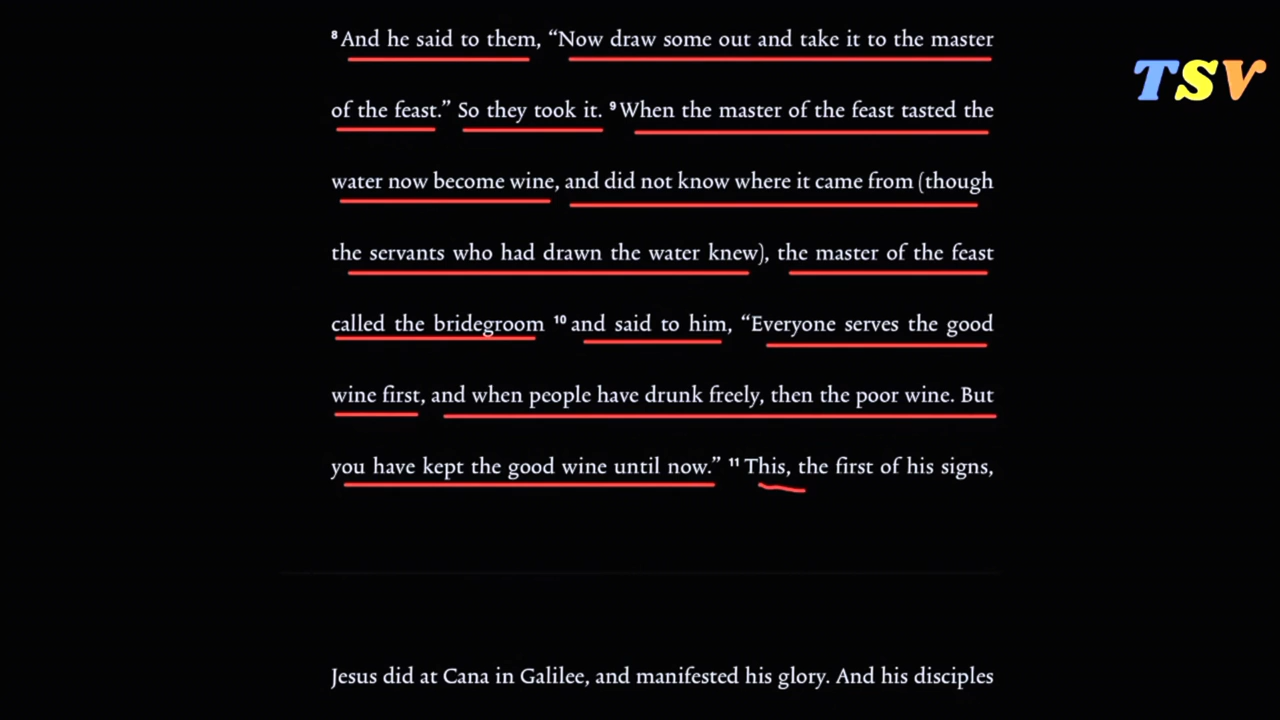 ⁸ And he said to them, “Now draw some out and take it to the master
TSV
of the feast.” So they took it. ⁹ When the master of the feast tasted the
water now become wine, and did not know where it came from (though
the servants who had drawn the water knew), the master of the feast
called the bridegroom ¹⁰ and said to him, “Everyone serves the good
wine first, and when people have drunk freely, then the poor wine. But
you have kept the good wine until now.” ¹¹ This, the first of his signs,
Jesus did at Cana in Galilee, and manifested his glory. And his disciples